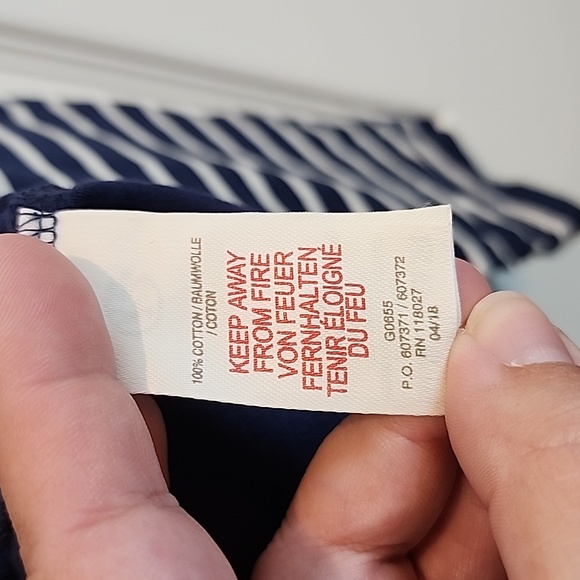 100% COTTON / BAUMWOLLE
/ COTON
KEEP AWAY
FROM FIRE
VON FEUER
FERNHALTEN
TENIR ÉLOIGNÉ
DU FEU
G0655
P.O. 607371 / 607372
RN 118027
04/18